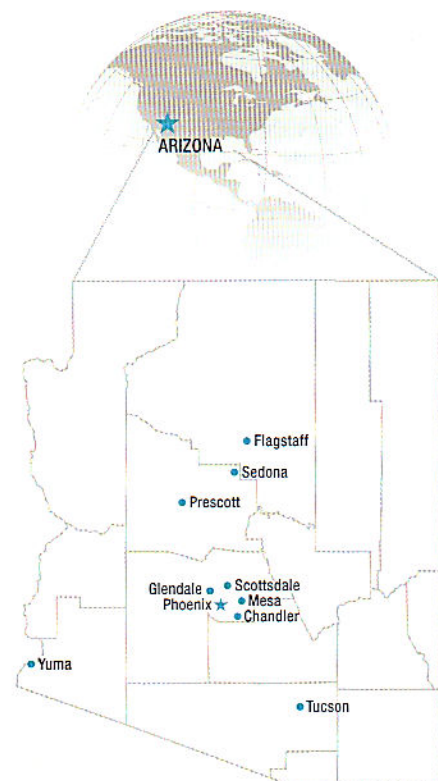 ARIZONA
Flagstaff
Sedona
Prescott
Glendale
Scottsdale
Phoenix
Mesa
Chandler
Yuma
Tucson